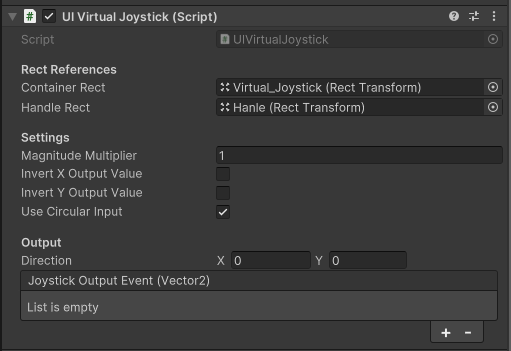 UI Virtual Joystick (Script)
Script UIVirtualJoystick
Rect References
Container Rect Virtual_Joystick (Rect Transform)
Handle Rect Hanle (Rect Transform)
Settings
Magnitude Multiplier 1
Invert X Output Value
Invert Y Output Value
Use Circular Input
Output
Direction X 0 Y 0
Joystick Output Event (Vector2)
List is empty
+ -